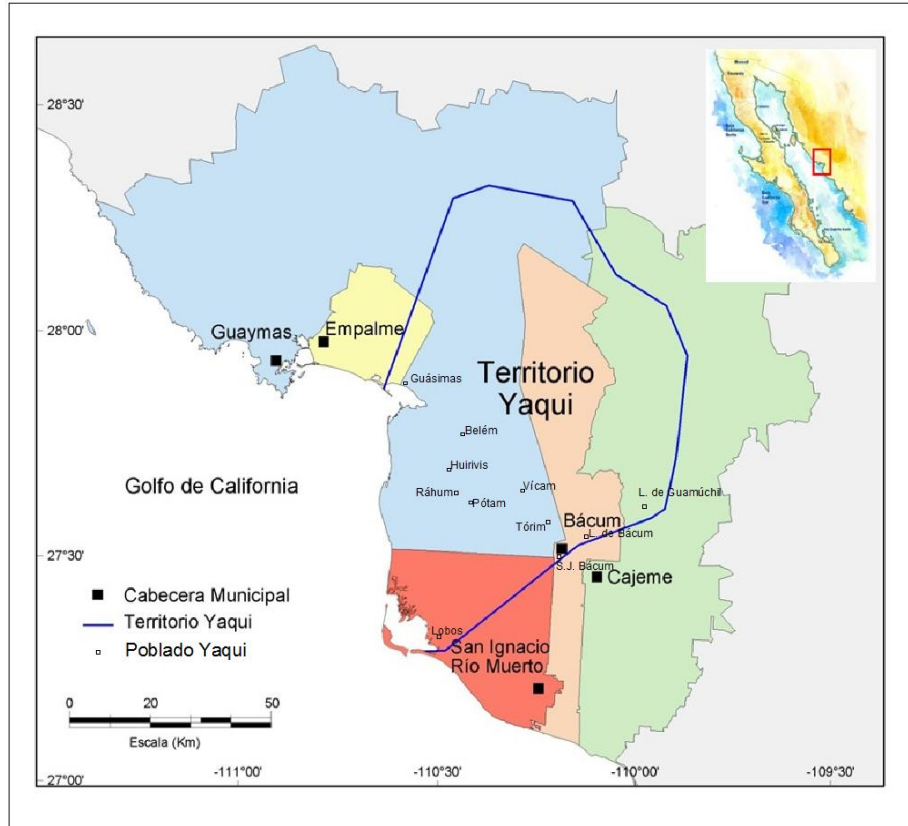 28°30'
28°00'
27°30'
27°00'
-111°00'
-110°30'
-110°00'
-109°30'
Guaymas
Empalme
Guásimas
Territorio
Yaqui
Belém
Huirivis
Ráhum
Pótam
Vícam
Tórim
L. de Guamúchil
Bácum
L. de Bácum
S.J. Bácum
Cajeme
Golfo de California
Lobos
San Ignacio
Río Muerto
Cabecera Municipal
Territorio Yaqui
Poblado Yaqui
0 20 30 50
Escala (Km)